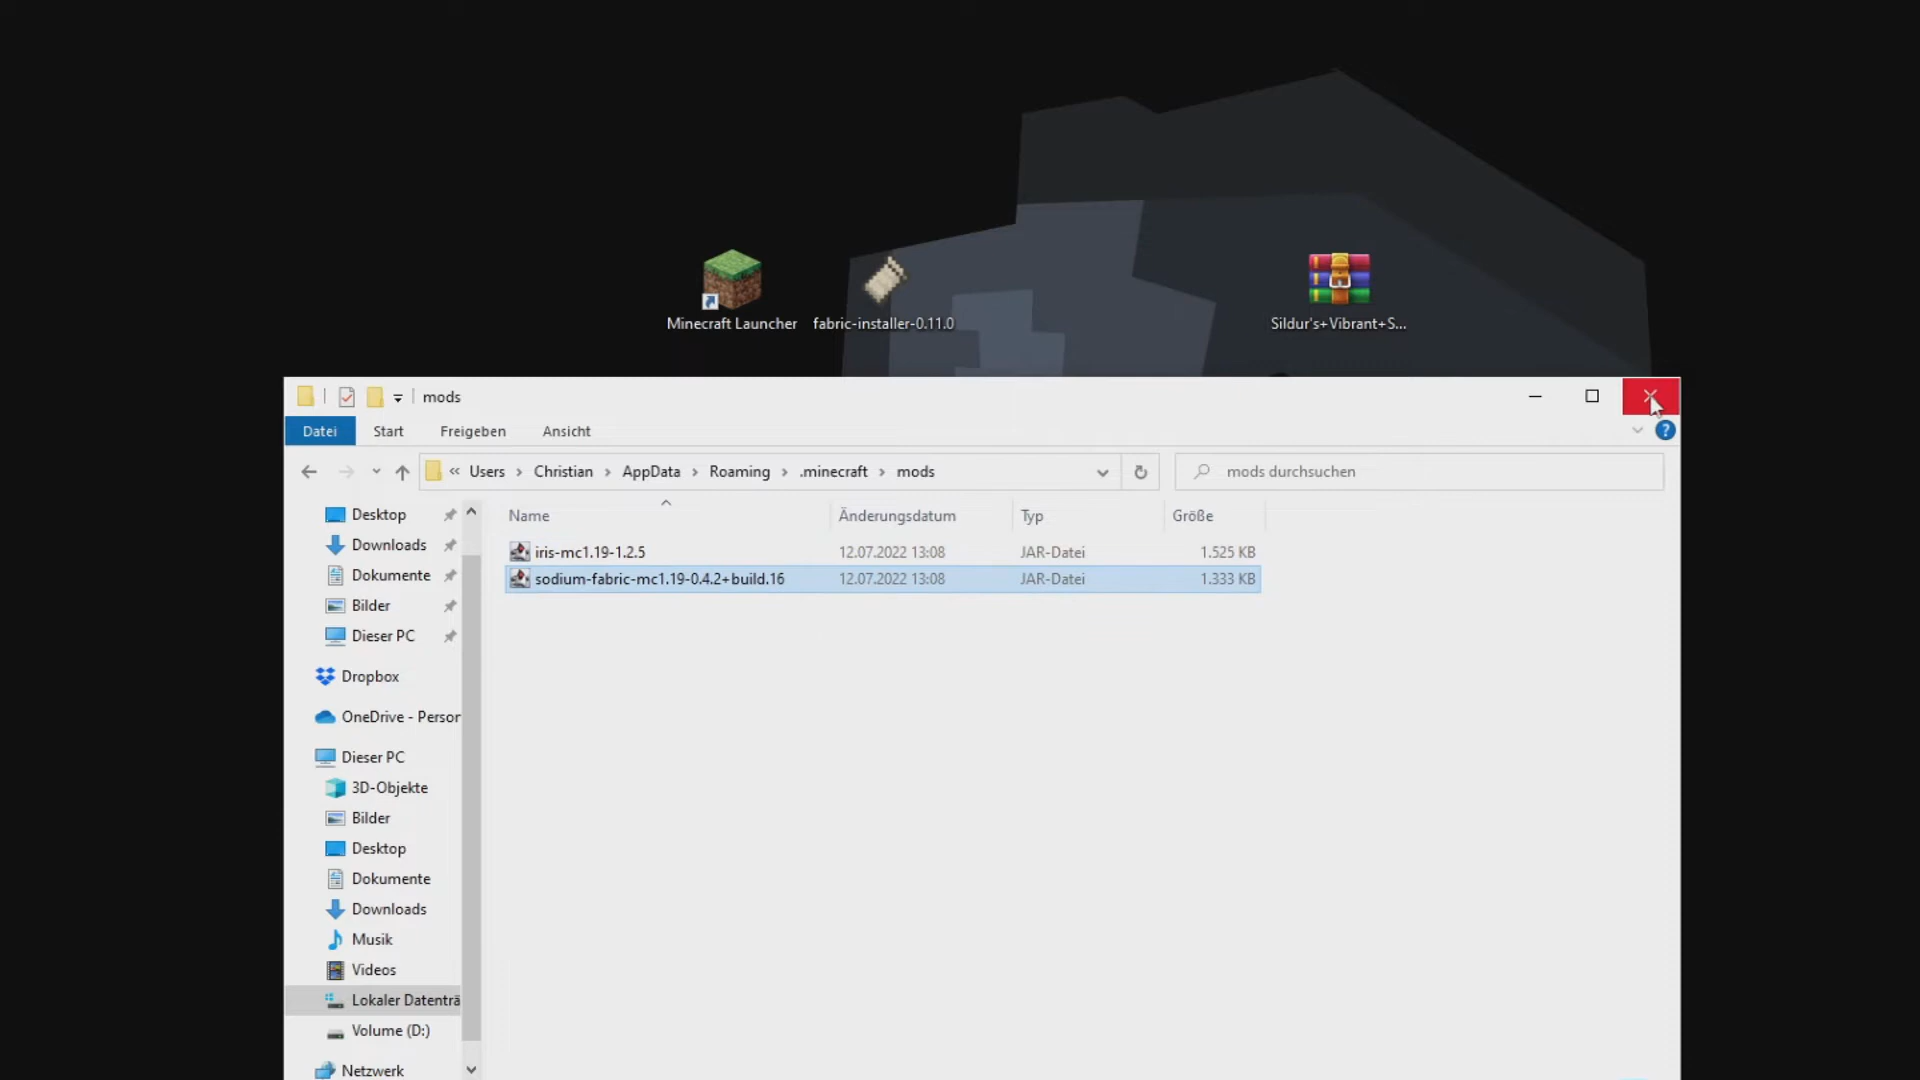 Minecraft Launcher
fabric-installer-0.11.0
Sildur's+Vibrant+S...
mods
Datei
Start
Freigeben
Ansicht
?
« Users > Christian > AppData > Roaming > .minecraft > mods
mods durchsuchen
Name
Änderungsdatum
Typ
Größe
iris-mc1.19-1.2.5
12.07.2022 13:08
JAR-Datei
1.525 KB
sodium-fabric-mc1.19-0.4.2+build.16
12.07.2022 13:08
JAR-Datei
1.333 KB
Desktop
Downloads
Dokumente
Bilder
Dieser PC
Dropbox
OneDrive - Person
Dieser PC
3D-Objekte
Bilder
Desktop
Dokumente
Downloads
Musik
Videos
Lokaler Datenträ
Volume (D:)
Netzwerk